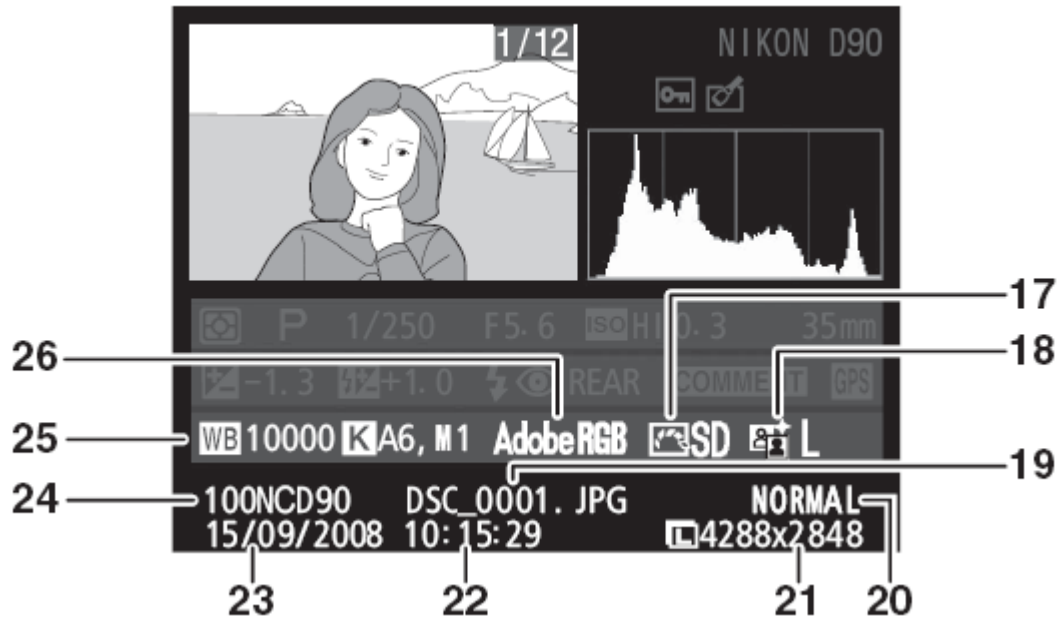 1/12
NIKON D90
P 1/250 F5.6 ISO HI 0.3 35mm
-1.3 +1.0 REAR COMMENT GPS
WB 10000 K A6, M1 Adobe RGB SD L
100NCD90 DSC_0001. JPG NORMAL
15/09/2008 10:15:29 L 4288x2848
17
18
19
20
21
22
23
24
25
26